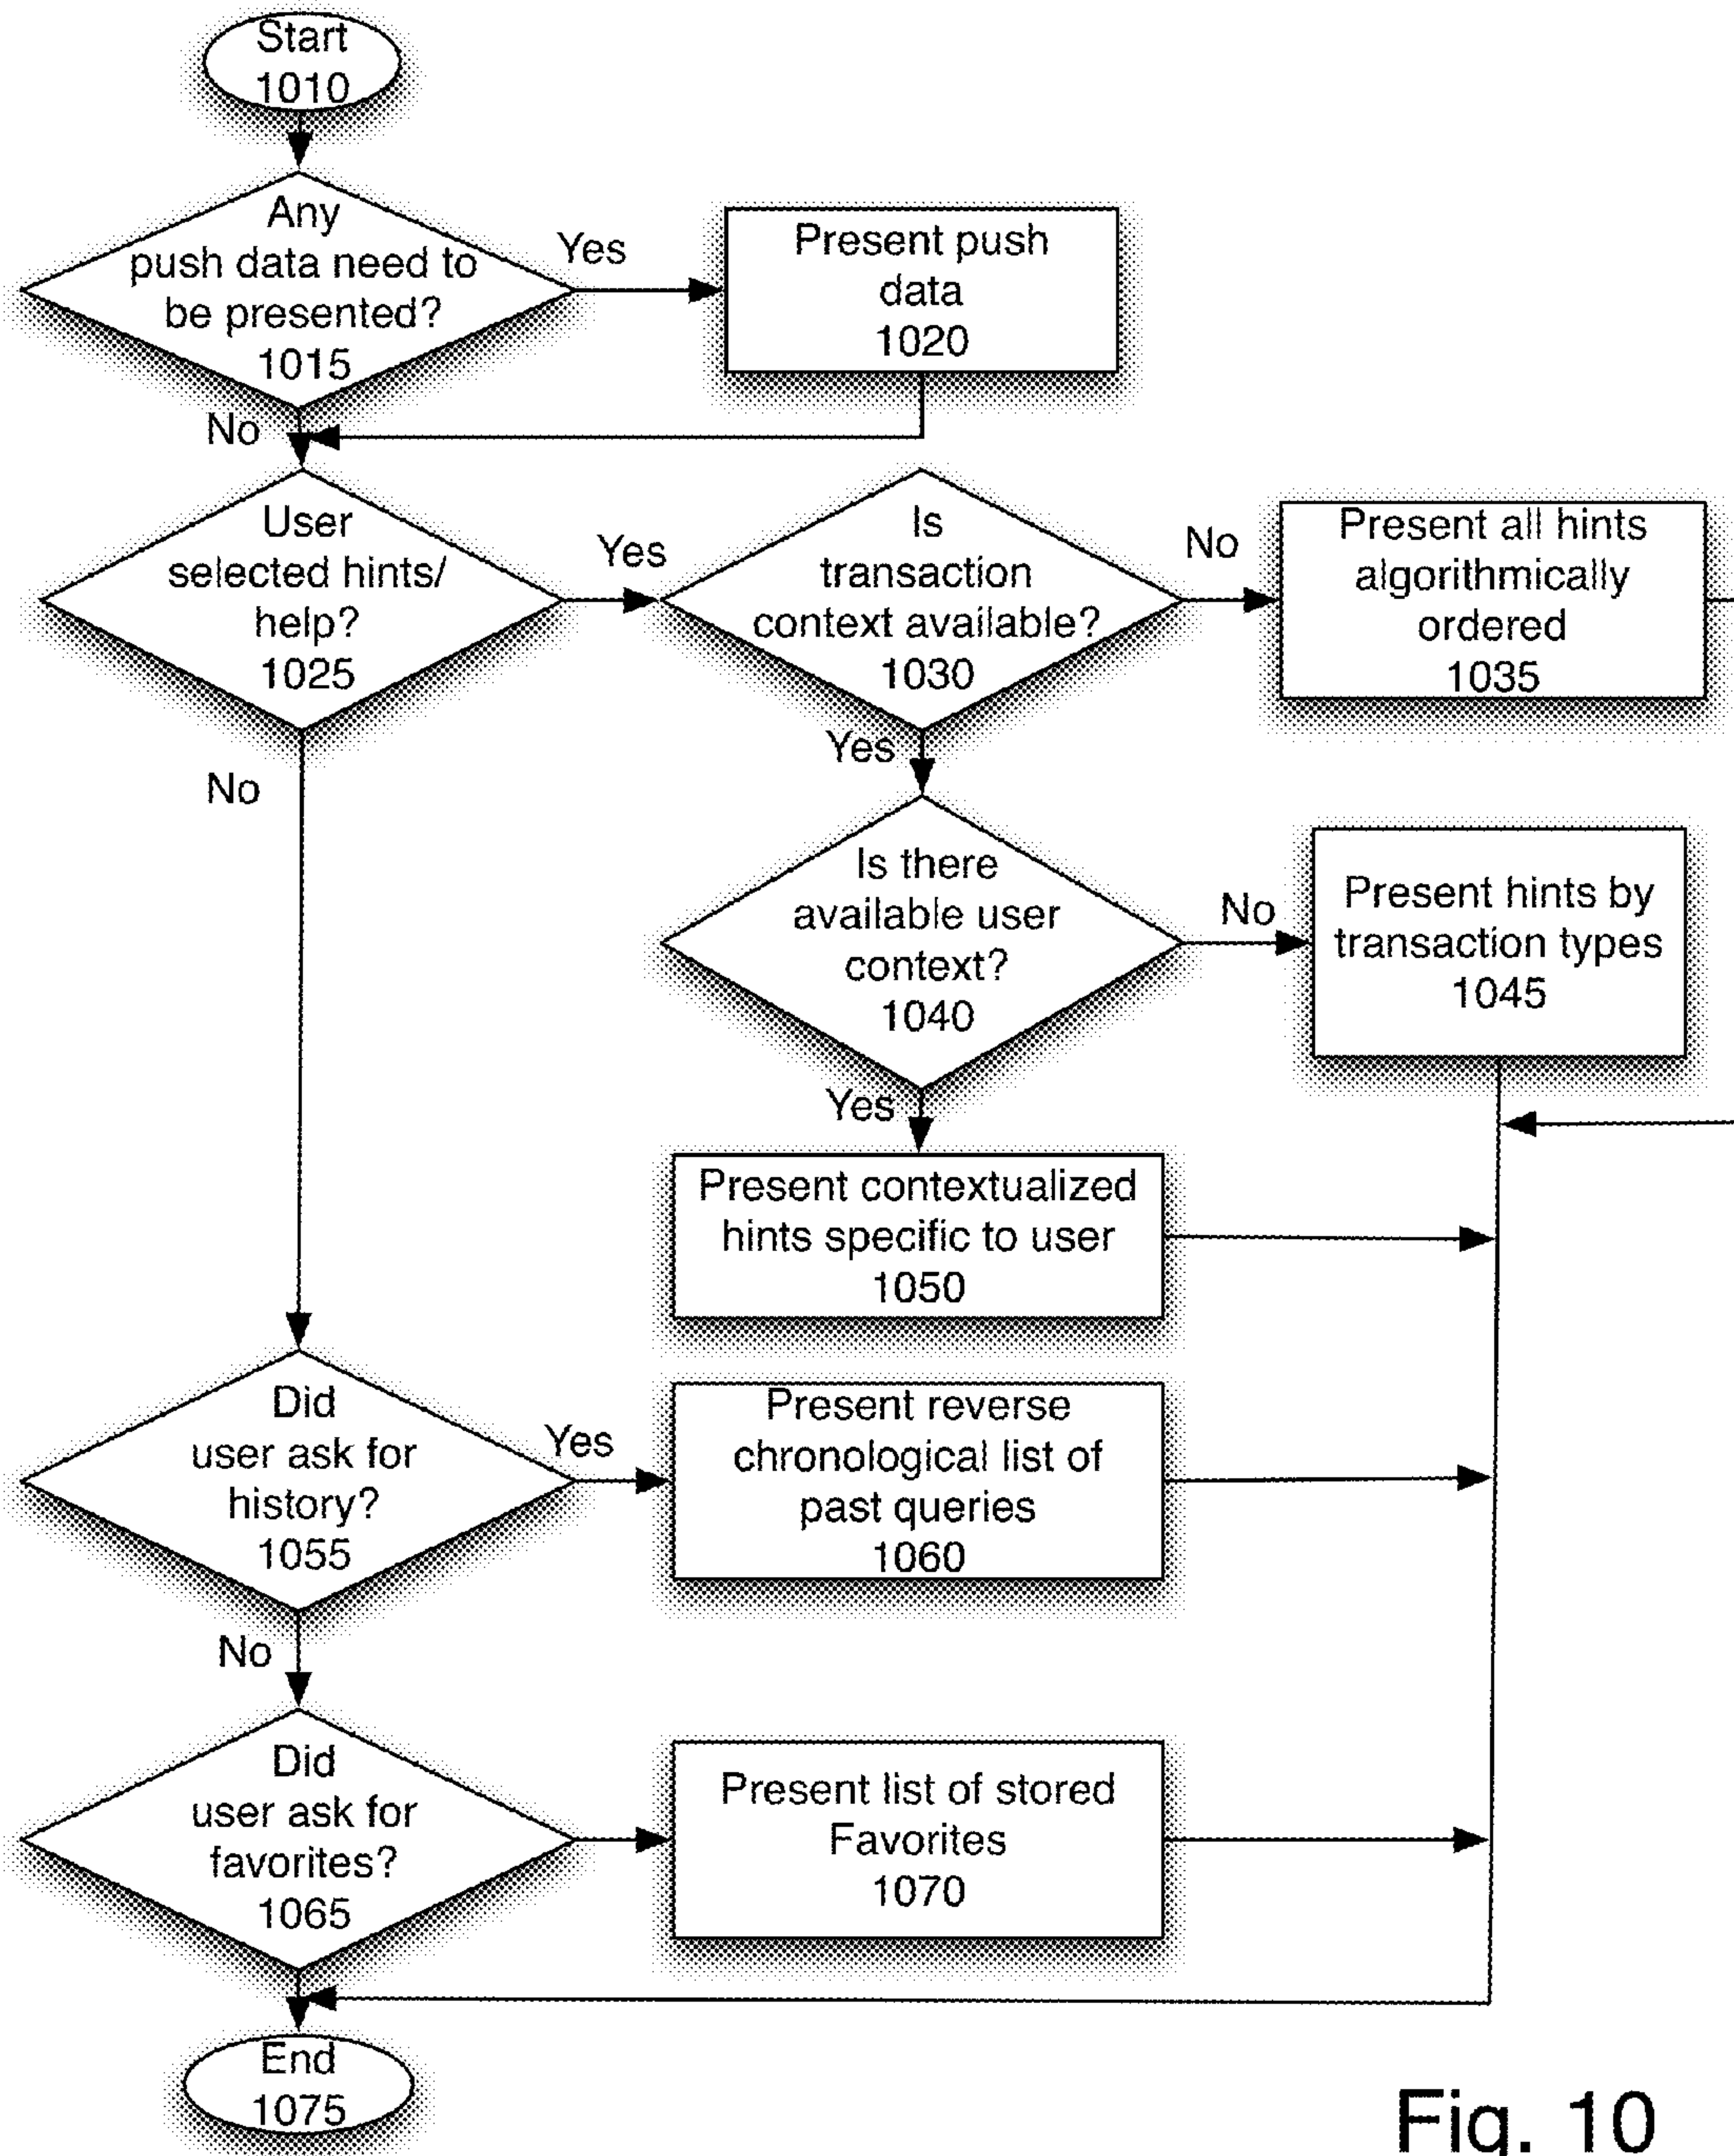 Start
1010
Any
push data need to
be presented?
1015
Yes
Present push
data
1020
No
User
selected hints/
help?
1025
Yes
Is
transaction
context available?
1030
No
Present all hints
algorithmically
ordered
1035
Yes
No
Is there
available user
context?
1040
No
Present hints by
transaction types
1045
Yes
Present contextualized
hints specific to user
1050
Did
user ask for
history?
1055
Yes
Present reverse
chronological list of
past queries
1060
No
Did
user ask for
favorites?
1065
Present list of stored
Favorites
1070
End
1075
Fig. 10